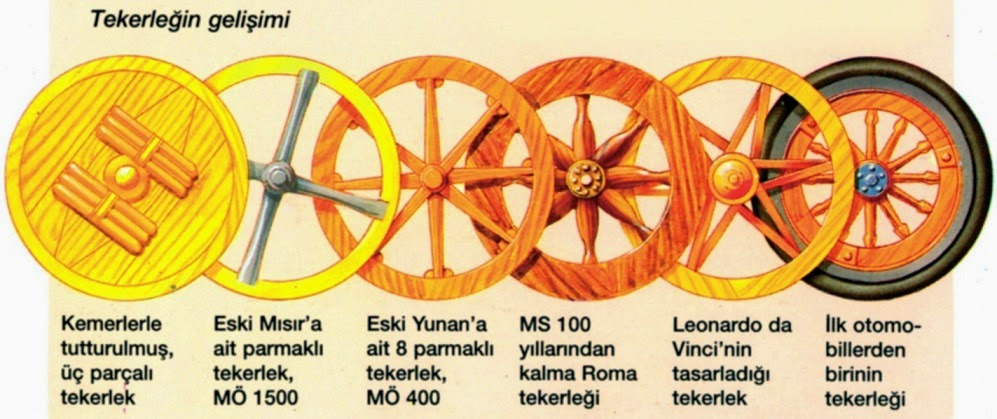 Tekerleğin gelişimi
Kemerlerle
tutturulmuş,
üç parçalı
tekerlek
Eski Mısır'a
ait parmaklı
tekerlek,
MÖ 1500
Eski Yunan'a
ait 8 parmaklı
tekerlek,
MÖ 400
MS 100
yıllarından
kalma Roma
tekerleği
Leonardo da
Vinci'nin
tasarladığı
tekerlek
İlk otomo-
billerden
birinin
tekerleği